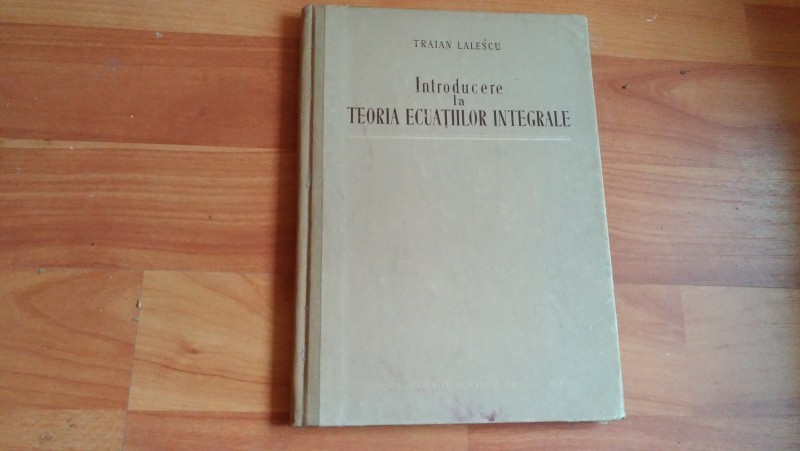 TRAIAN LALESCU
Introducere
la
TEORIA ECUAȚIILOR INTEGRALE